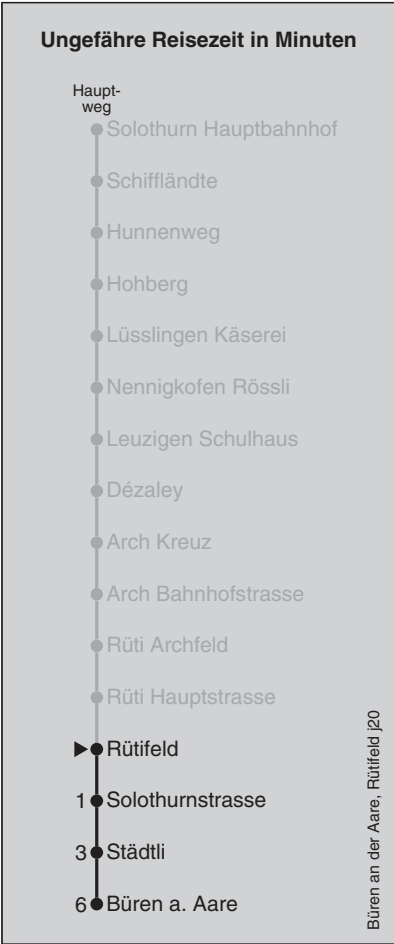 Ungefähre Reisezeit in Minuten
Haupt-
weg
Solothurn Hauptbahnhof
Schiffländte
Hunnenweg
Hohberg
Lüsslingen Käserei
Nennigkofen Rössli
Leuzigen Schulhaus
Dézaley
Arch Kreuz
Arch Bahnhofstrasse
Rüti Archfeld
Rüti Hauptstrasse
Rütifeld
1 Solothurnstrasse
3 Städtli
6 Büren a. Aare
Büren an der Aare, Rütifeld j20